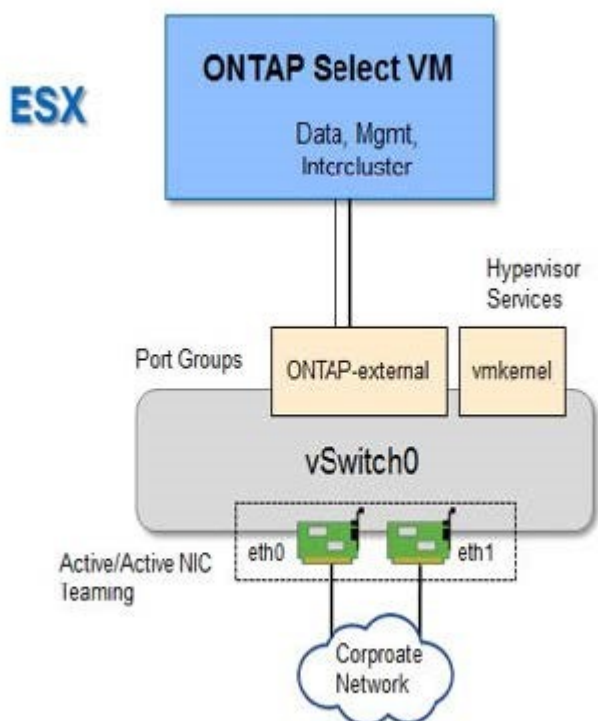 ONTAP Select VM
ESX
Data, Mgmt,
Intercluster
Hypervisor
Services
Port Groups
ONTAP-external
vmkernel
vSwitch0
eth0
eth1
Active/Active NIC
Teaming
Corproate
Network